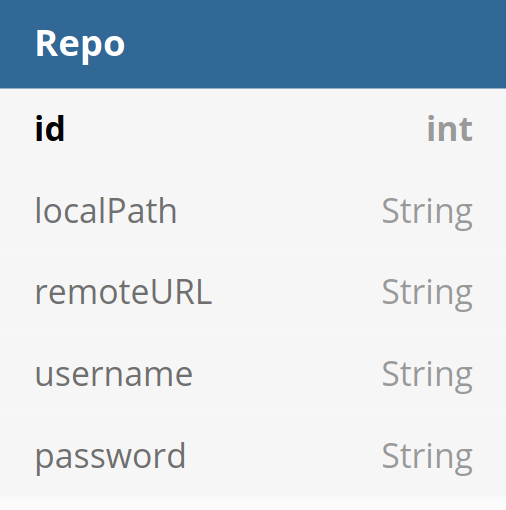 Repo
id int
localPath String
remoteURL String
username String
password String